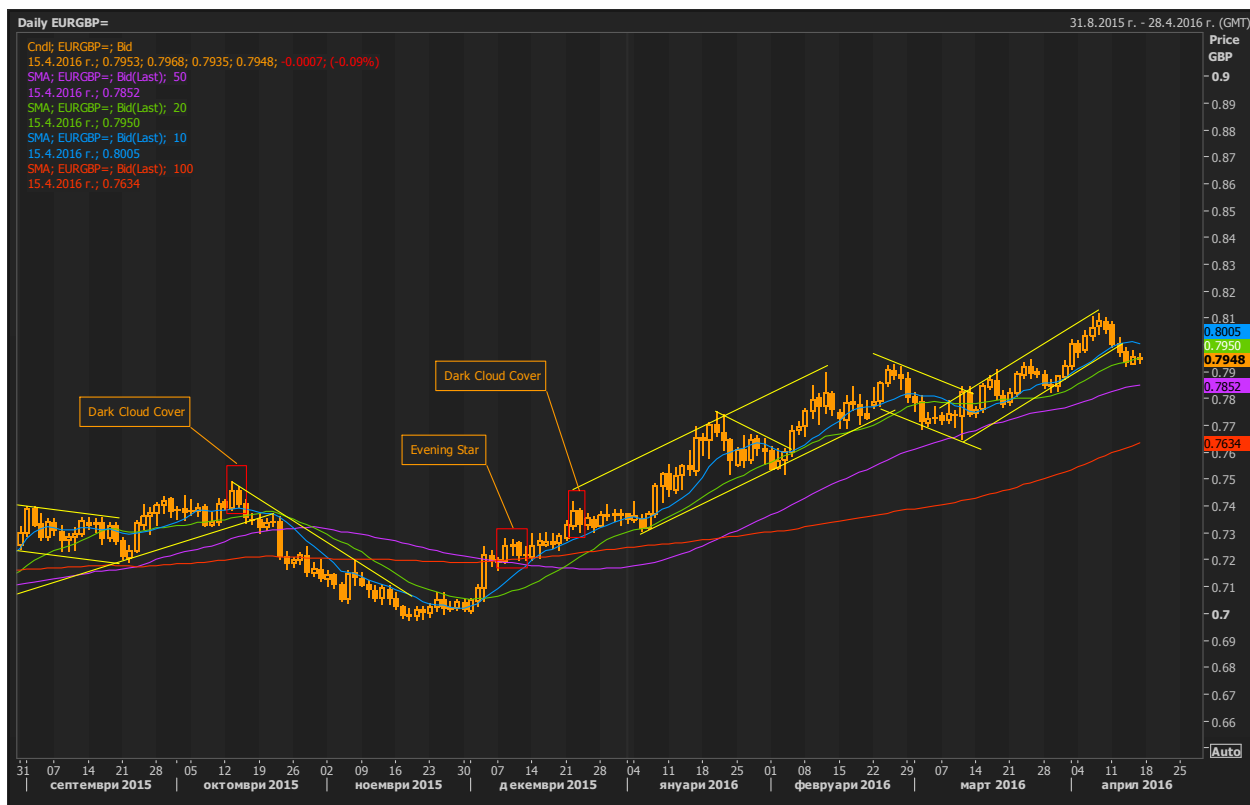 Daily EURGBP=
31.8.2015 г. - 28.4.2016 г. (GMT)
Cndl; EURGBP=; Bid
15.4.2016 г.; 0.7953; 0.7968; 0.7935; 0.7948; -0.0007; (-0.09%)
SMA; EURGBP=; Bid(Last); 50
15.4.2016 г.; 0.7852
SMA; EURGBP=; Bid(Last); 20
15.4.2016 г.; 0.7950
SMA; EURGBP=; Bid(Last); 10
15.4.2016 г.; 0.8005
SMA; EURGBP=; Bid(Last); 100
15.4.2016 г.; 0.7634
Price
GBP
0.9
0.89
0.88
0.87
0.86
0.85
0.84
0.83
0.82
0.81
0.8005
0.7950
0.7948
0.79
0.7852
0.78
0.77
0.7634
0.76
0.75
0.74
0.73
0.72
0.71
0.7
0.69
0.68
0.67
0.66
Auto
Dark Cloud Cover
Evening Star
Dark Cloud Cover
31 07 14 21 28 05 12 19 26 02 09 16 23 30 07 14 21 28 04 11 18 25 01 08 15 22 29 07 14 21 28 04 11 18 25
септември 2015 октомври 2015 ноември 2015 декември 2015 януари 2016 февруари 2016 март 2016 април 2016